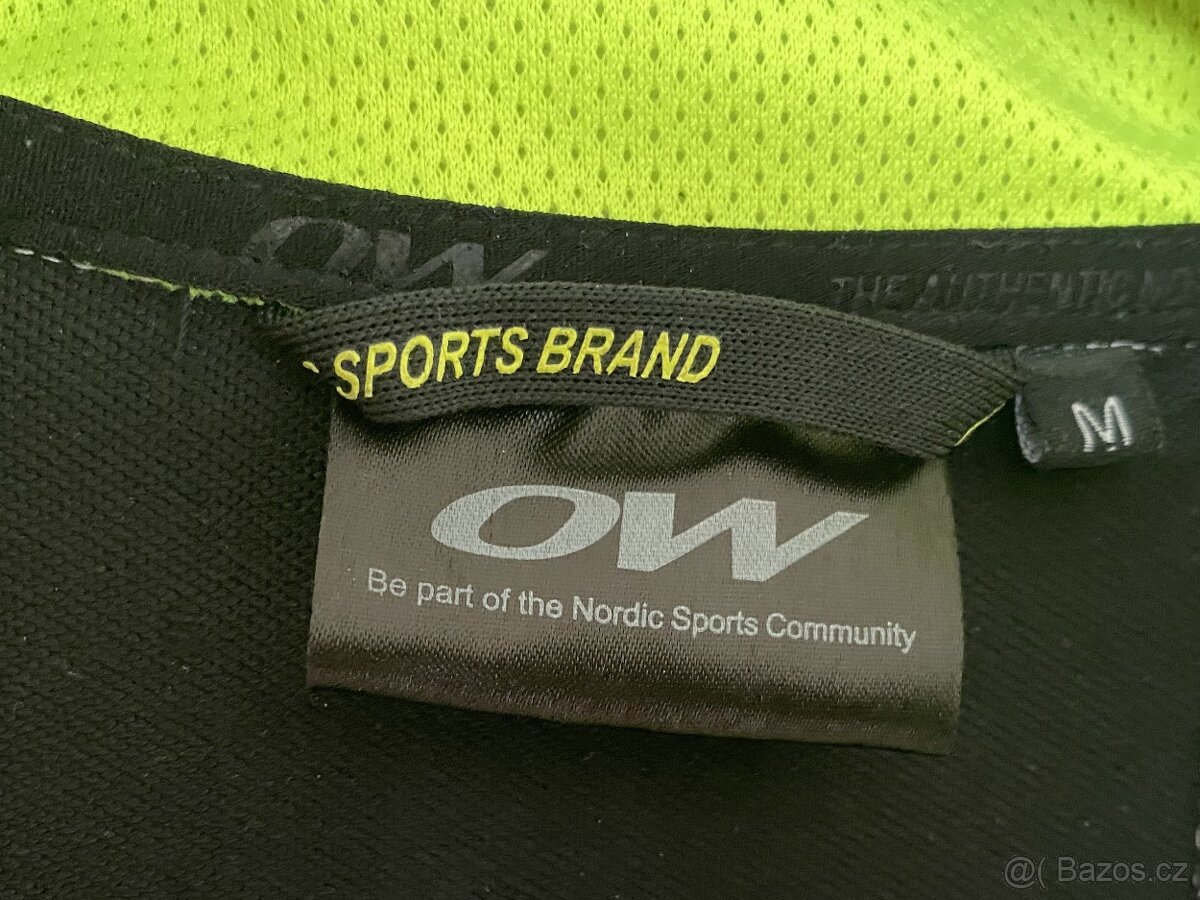 OW
THE AUTHENTIC
SPORTS BRAND
M
OW
Be part of the Nordic Sports Community
@( Bazos.cz